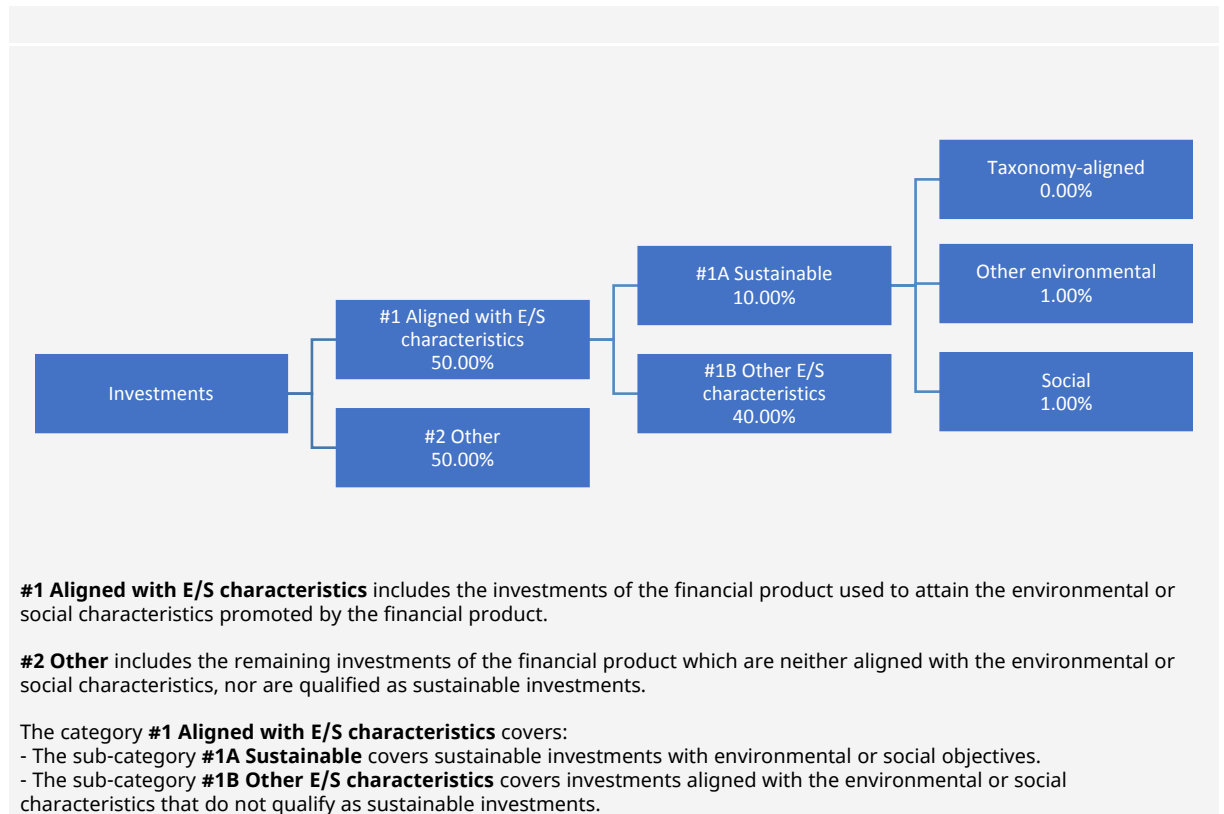 Investments
#1 Aligned with E/S
characteristics
50.00%
#2 Other
50.00%
#1A Sustainable
10.00%
#1B Other E/S
characteristics
40.00%
Taxonomy-aligned
0.00%
Other environmental
1.00%
Social
1.00%
#1 Aligned with E/S characteristics includes the investments of the financial product used to attain the environmental or
social characteristics promoted by the financial product.
#2 Other includes the remaining investments of the financial product which are neither aligned with the environmental or
social characteristics, nor are qualified as sustainable investments.
The category #1 Aligned with E/S characteristics covers:
- The sub-category #1A Sustainable covers sustainable investments with environmental or social objectives.
- The sub-category #1B Other E/S characteristics covers investments aligned with the environmental or social
characteristics that do not qualify as sustainable investments.